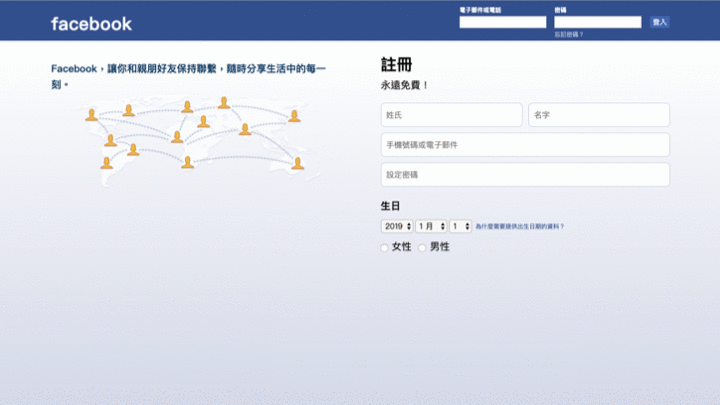 facebook
電子郵件或電話
密碼
登入
忘記密碼？
Facebook，讓你和親朋好友保持聯繫，隨時分享生活中的每一
刻。
註冊
永遠免費！
姓氏
名字
手機號碼或電子郵件
設定密碼
生日
2019 1 月 1 為什麼需要提供出生日期的資料？
女性 男性